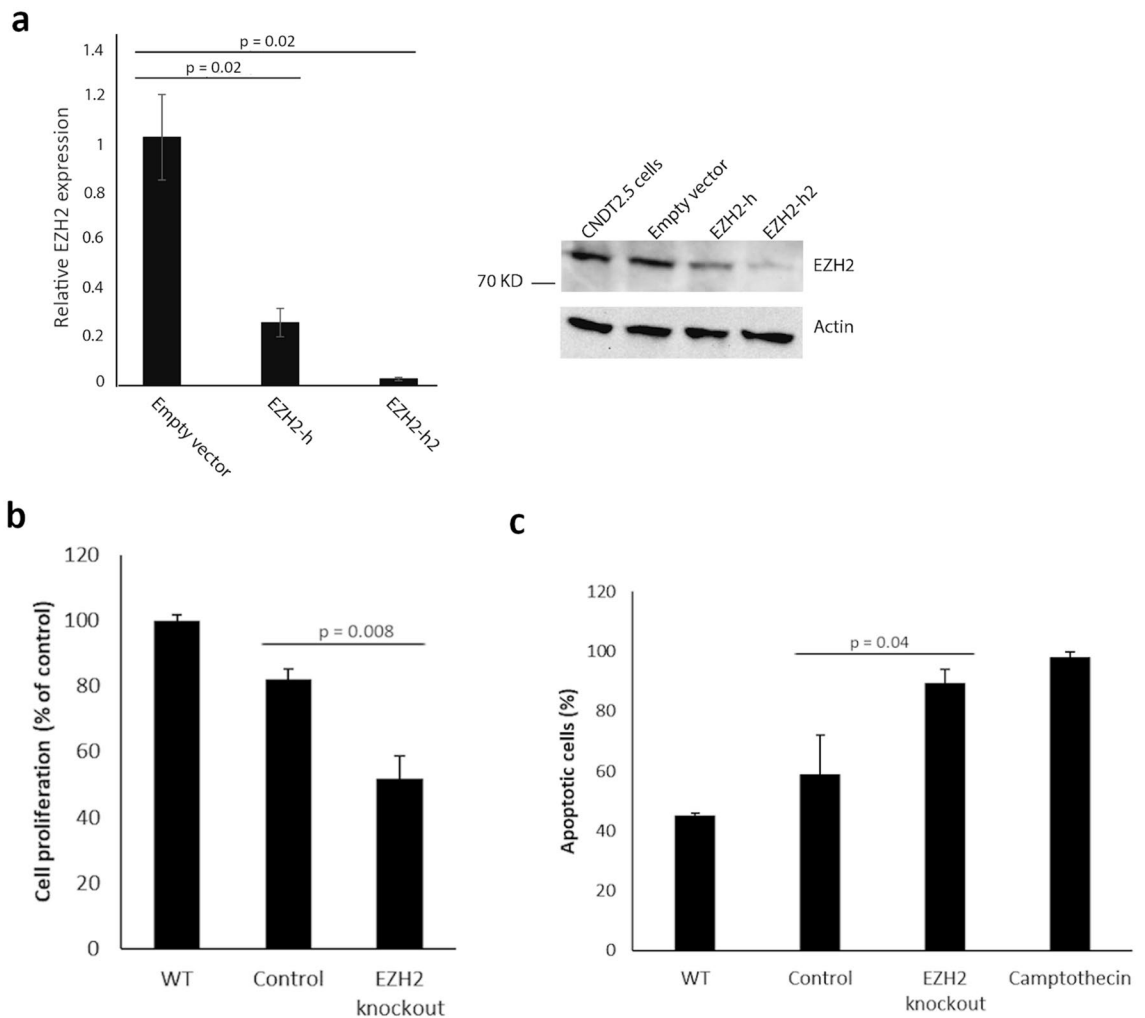 a
p = 0.02
p = 0.02
1.4
1.2
1
0.8
0.6
0.4
0.2
0
Relative EZH2 expression
Empty vector
EZH2-h
EZH2-h2
CNDT2.5 cells
Empty vector
EZH2-h
EZH2-h2
70 KD
EZH2
Actin
b
120
100
80
60
40
20
0
Cell proliferation (% of control)
p = 0.008
WT
Control
EZH2
knockout
c
120
100
80
60
40
20
0
Apoptotic cells (%)
p = 0.04
WT
Control
EZH2
knockout
Camptothecin